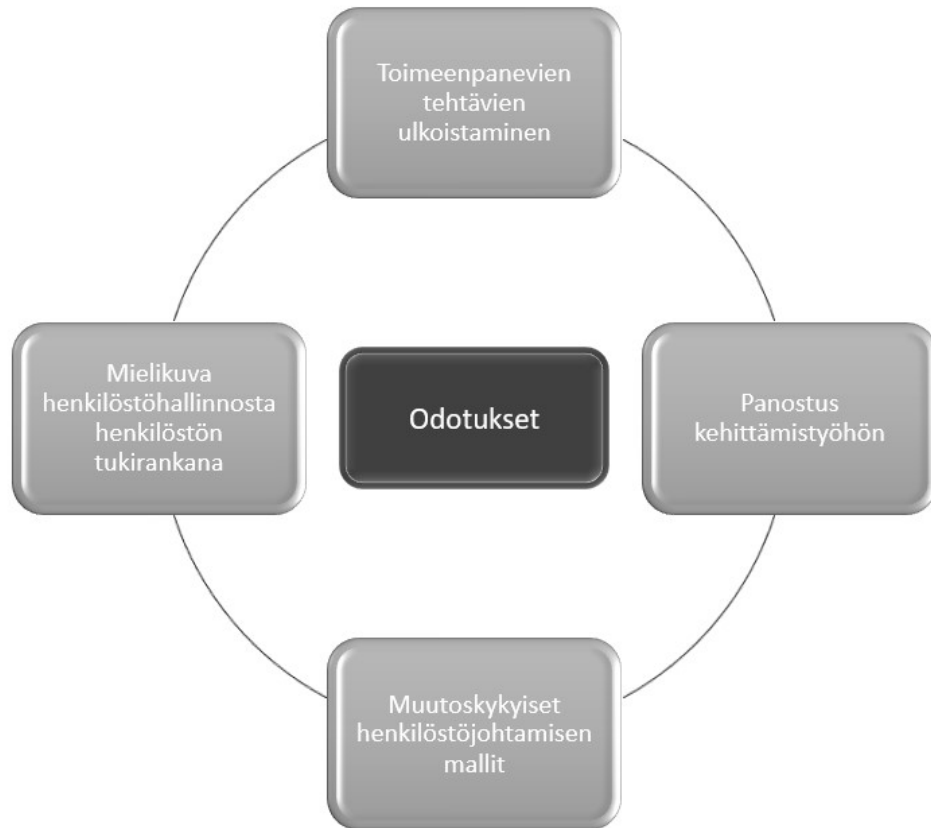 Toimeenpanevien
tehtävien
ulkoistaminen
Mielikuva
henkilöstöhallinnosta
henkilöstön
tukirankana
Odotukset
Panostus
kehittämistyöhön
Muutoskykyiset
henkilöstöjohtamisen
mallit